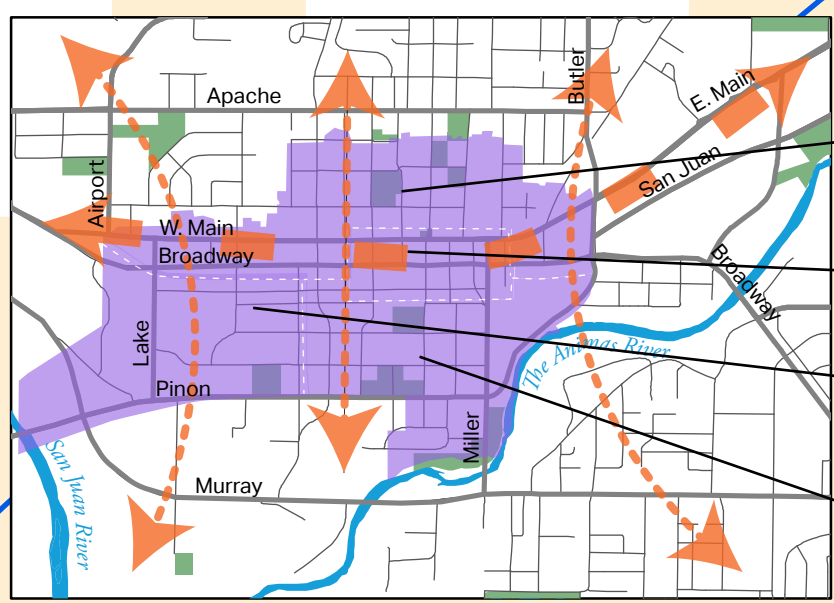 Butler
Apache
E. Main
San Juan
Airport
W. Main
Broadway
Broadway
Lake
The Animas River
Pinon
Miller
San Juan River
Murray